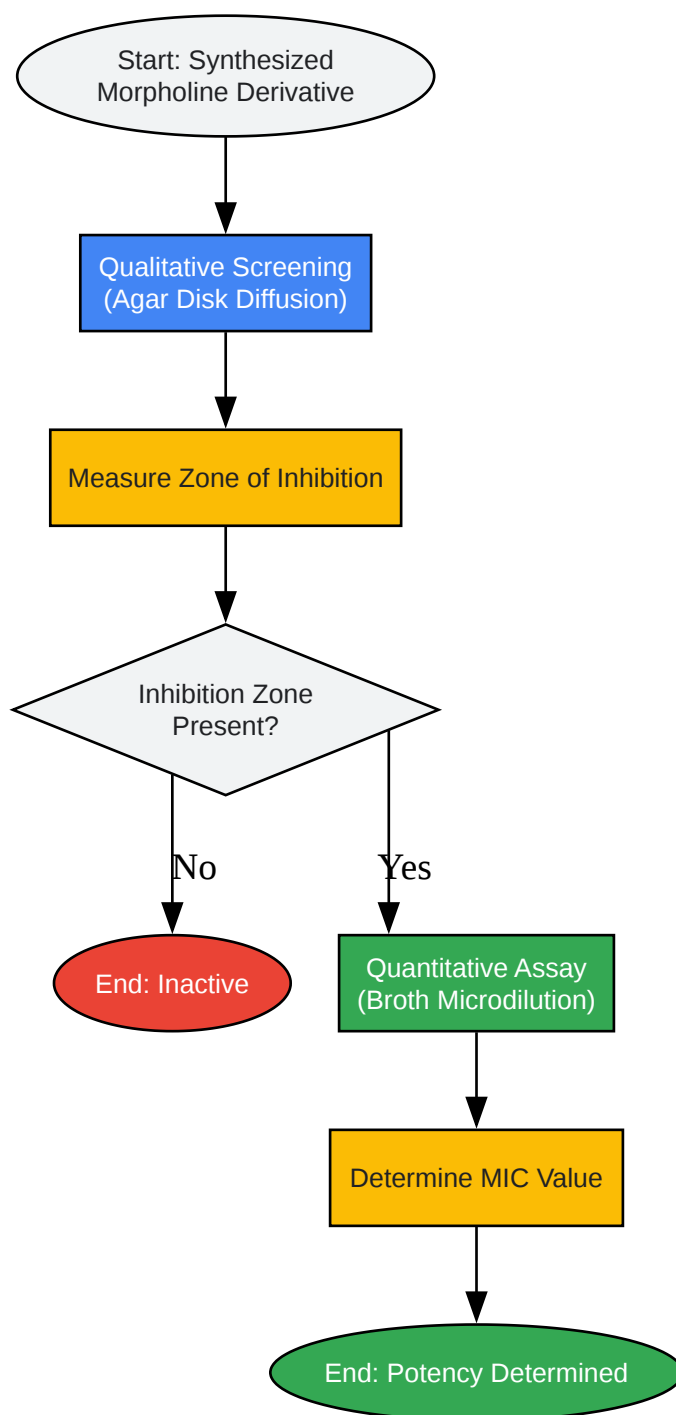 Start: Synthesized
Morpholine Derivative
Qualitative Screening
(Agar Disk Diffusion)
Measure Zone of Inhibition
Inhibition Zone
Present?
No
Yes
End: Inactive
Quantitative Assay
(Broth Microdilution)
Determine MIC Value
End: Potency Determined